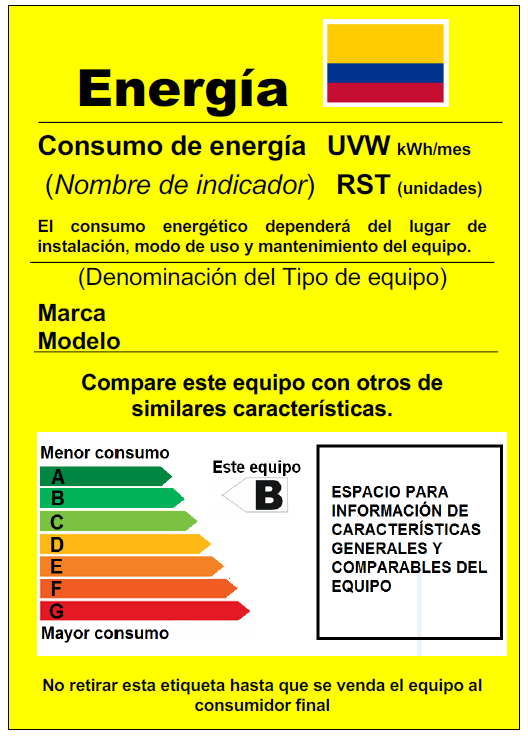 Energía
Consumo de energía UVW kWh/mes
(Nombre de indicador) RST (unidades)
El consumo energético dependerá del lugar de
instalación, modo de uso y mantenimiento del equipo.
(Denominación del Tipo de equipo)
Marca
Modelo
Compare este equipo con otros de
similares características.
Menor consumo
A
B
C
D
E
F
G
Mayor consumo
Este equipo
B
ESPACIO PARA
INFORMACIÓN DE
CARACTERÍSTICAS
GENERALES Y
COMPARABLES DEL
EQUIPO
No retirar esta etiqueta hasta que se venda el equipo al
consumidor final